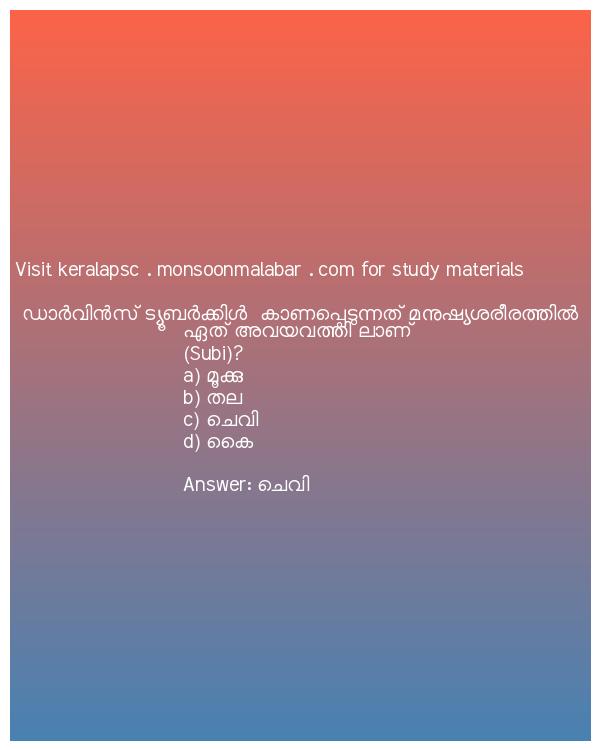 Visit keralapsc . monsoonmalabar . com for study materials
ഡാർവിൻസ് ട്യൂബർക്കിൾ  കാണപ്പെടുന്നത് മനുഷ്യശരീരത്തിൽ
ഏത് അവയവത്തി ലാണ്
(Subi)?
a) മൂക്കു
b) തല
c) ചെവി
d) കൈ
Answer: ചെവി